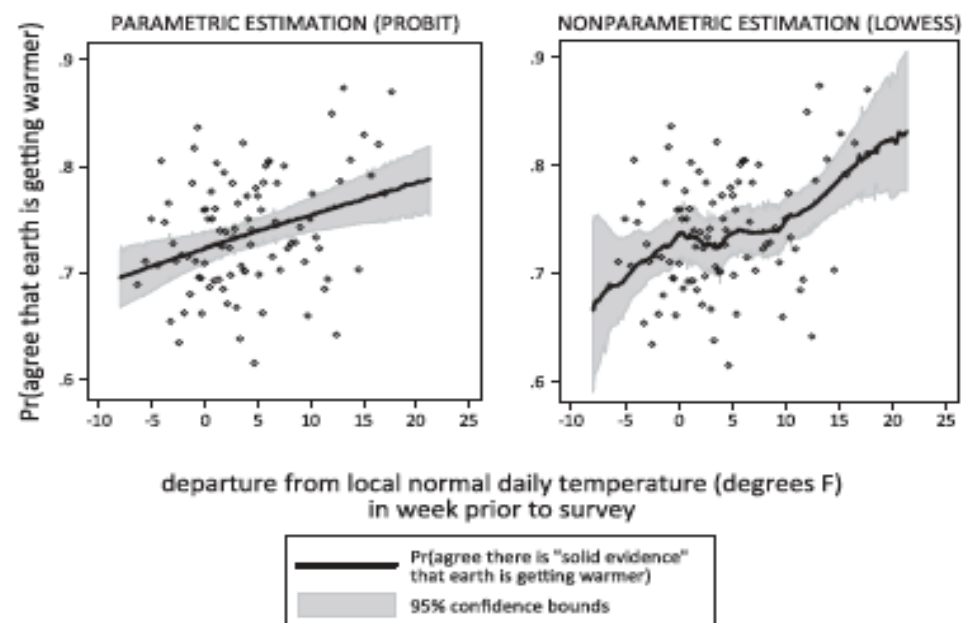 PARAMETRIC ESTIMATION (PROBIT)
NONPARAMETRIC ESTIMATION (LOWESS)
Pr(agree that earth is getting warmer)
.9
.8
.7
.6
-10 -5 0 5 10 15 20 25
.9
.8
.7
.6
-10 -5 0 5 10 15 20 25
departure from local normal daily temperature (degrees F)
in week prior to survey
Pr(agree there is "solid evidence"
that earth is getting warmer)
95% confidence bounds